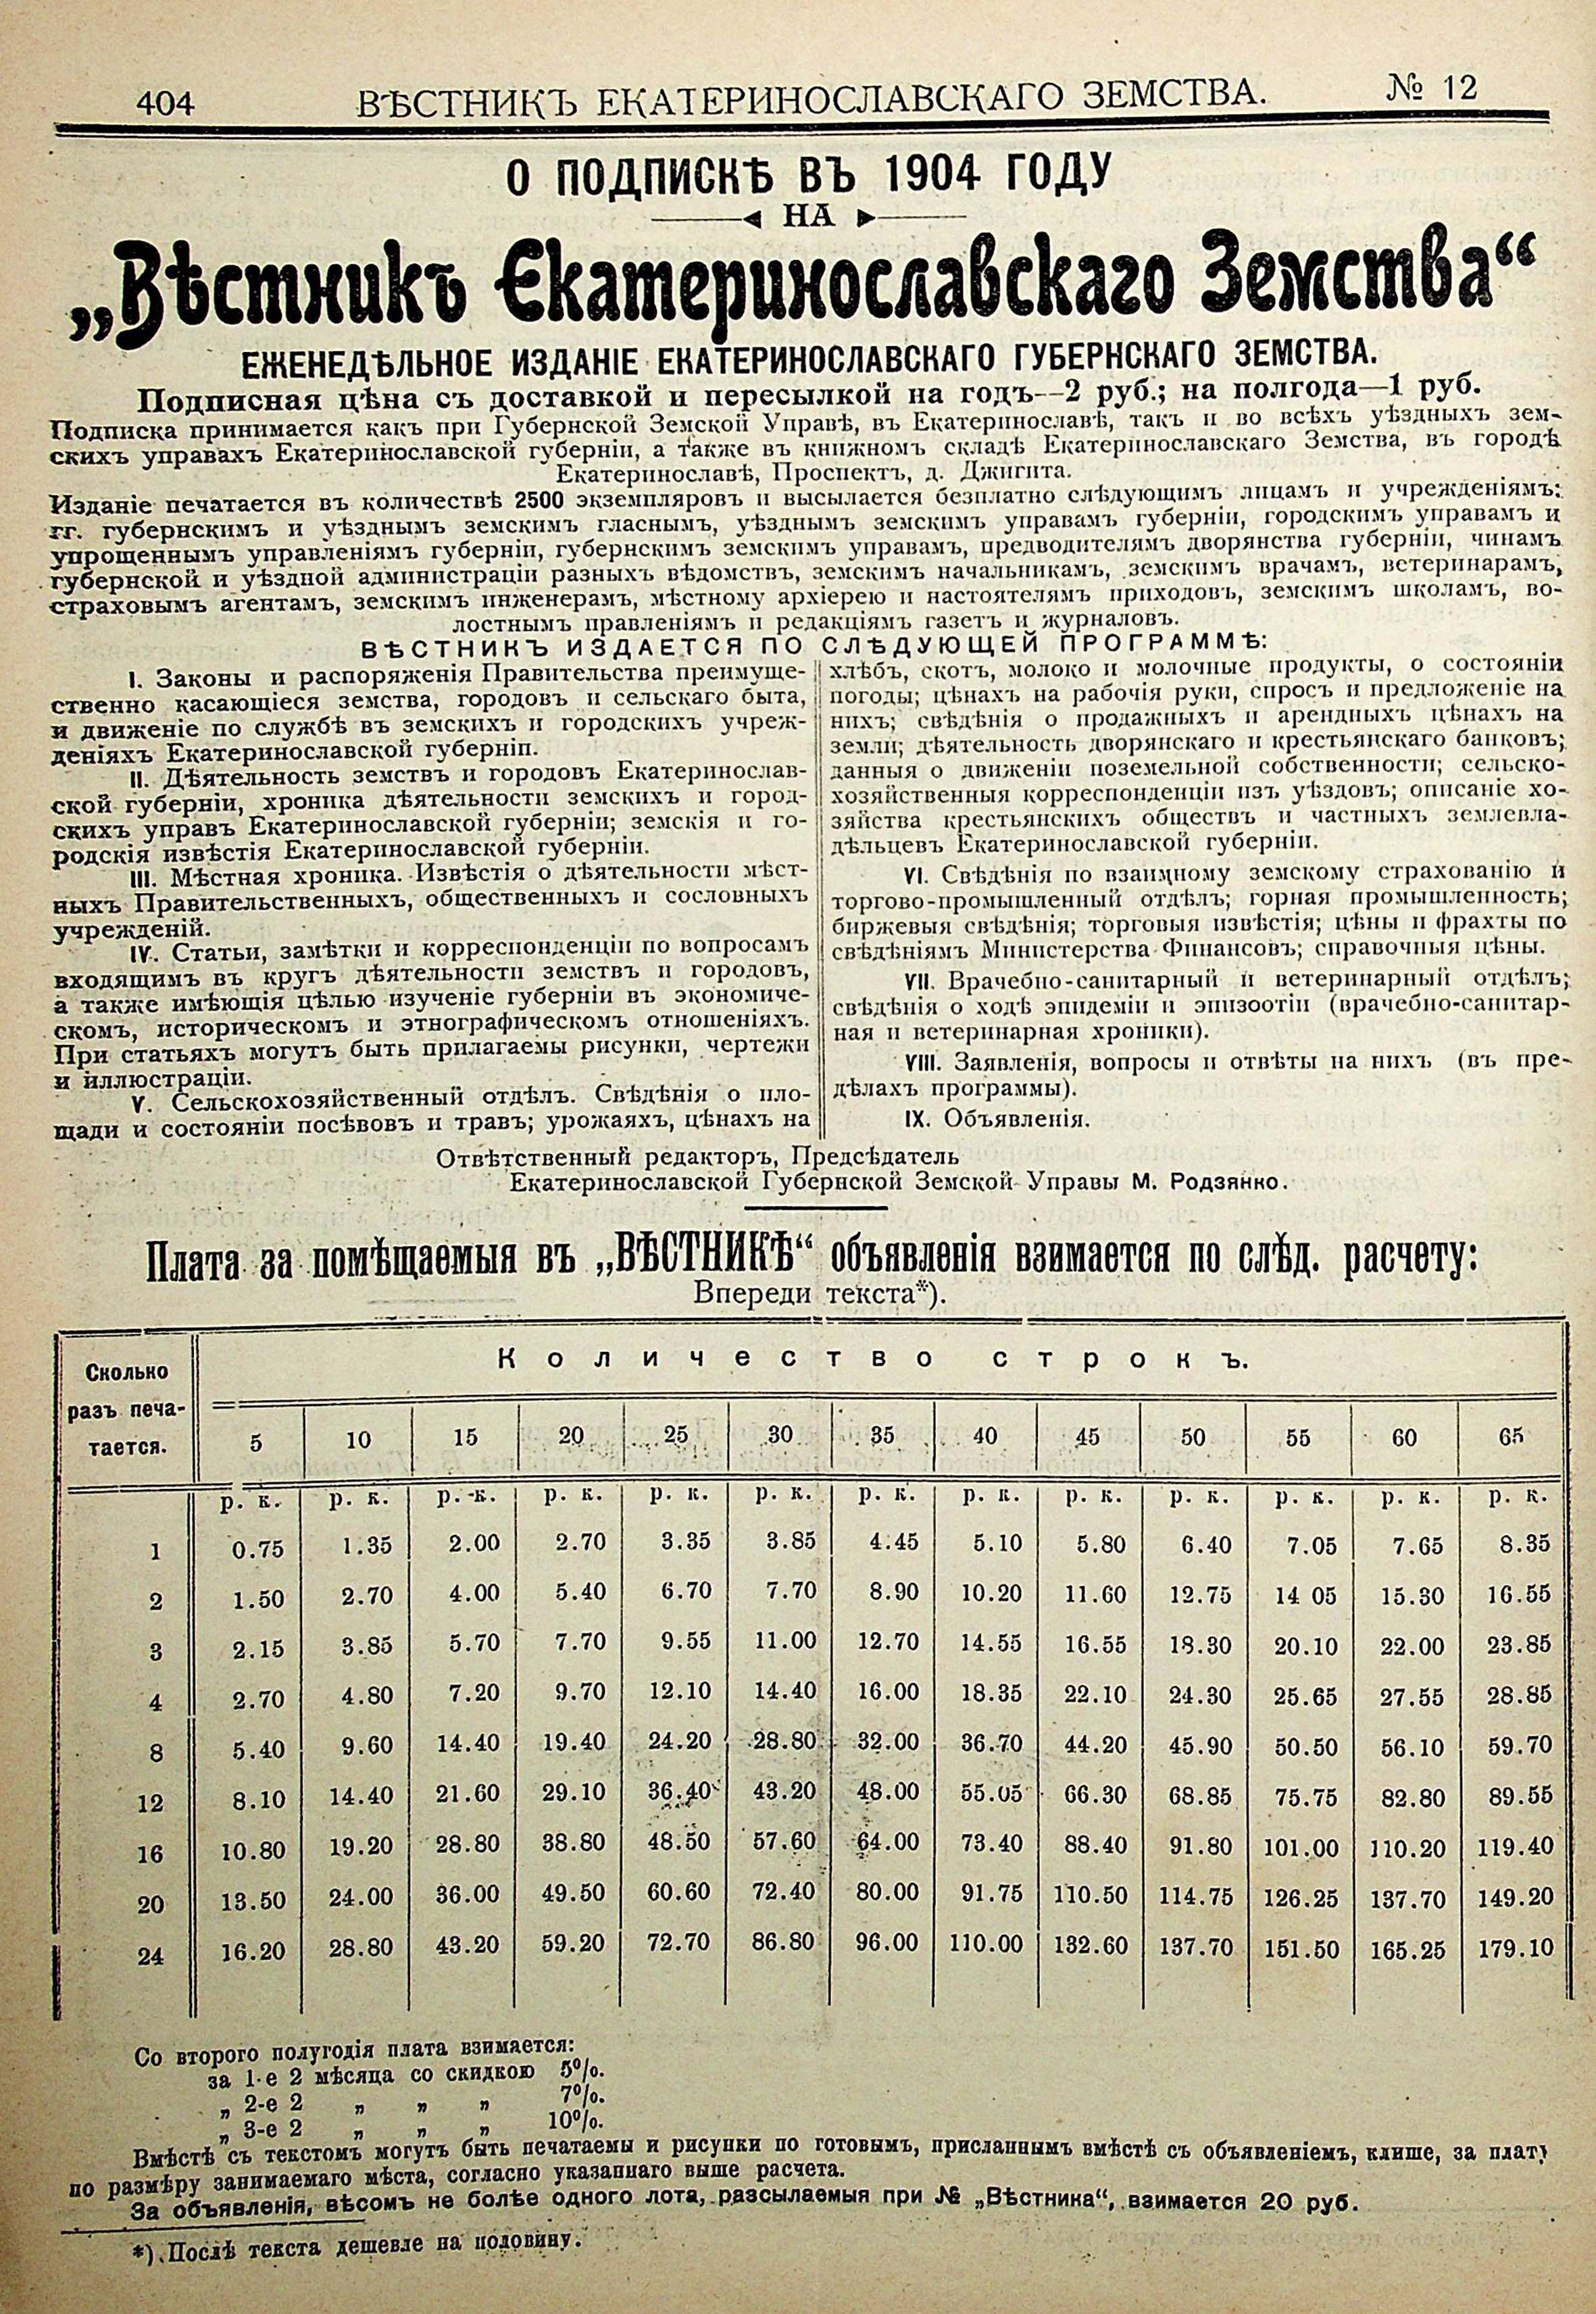 404 ВѢСТНИКЪ ЕКАТЕРИНОСЛАВСКАГО ЗЕМСТВА. № 12
О ПОДПИСКѢ ВЪ 1904 ГОДУ
НА
„Вѣстникъ Екатеринославскаго Земства“
ЕЖЕНЕДѢЛЬНОЕ ИЗДАНІЕ ЕКАТЕРИНОСЛАВСКАГО ГУБЕРНСКАГО ЗЕМСТВА.
Подписная цѣна съ доставкой и пересылкой на годъ—2 руб.; на полгода—1 руб.
Подписка принимается какъ при Губернской Земской Управѣ, въ Екатеринославѣ, такъ и во всѣхъ уѣздныхъ зем-
скихъ управахъ Екатеринославской губерніи, а также въ книжномъ складѣ Екатеринославскаго Земства, въ городѣ
Екатеринославѣ, Проспектъ, д. Джигита.
Изданіе печатается въ количествѣ 2500 экземпляровъ и высылается безплатно слѣдующимъ лицамъ и учрежденіямъ:
гг. губернскимъ и уѣзднымъ земскимъ гласнымъ, уѣзднымъ земскимъ управамъ губерніи, городскимъ управамъ и
упрощеннымъ управленіямъ губерніи, губернскимъ земскимъ управамъ, предводителямъ дворянства губерніи, чинамъ
губернской и уѣздной администраціи разныхъ вѣдомствъ, земскимъ начальникамъ, земскимъ врачамъ, ветеринарамъ,
страховымъ агентамъ, земскимъ инженерамъ, мѣстному архіерею и настоятелямъ приходовъ, земскимъ школамъ, во-
лостнымъ правленіямъ и редакціямъ газетъ и журналовъ.
ВѢСТНИКЪ ИЗДАЕТСЯ ПО СЛѢДУЮЩЕЙ ПРОГРАММѢ:
I. Законы и распоряженія Правительства преимуще-
ственно касающіеся земства, городовъ и сельскаго быта,
и движеніе по службѣ въ земскихъ и городскихъ учреж-
деніяхъ Екатеринославской губерніи.
II. Дѣятельность земствъ и городовъ Екатеринослав-
ской губерніи, хроника дѣятельности земскихъ и город-
скихъ управъ Екатеринославской губерніи; земскія и го-
родскія извѣстія Екатеринославской губерніи.
III. Мѣстная хроника. Извѣстія о дѣятельности мѣст-
ныхъ Правительственныхъ, общественныхъ и сословныхъ
учрежденій.
IV. Статьи, замѣтки и корреспонденціи по вопросамъ
входящимъ въ кругъ дѣятельности земствъ и городовъ,
а также имѣющія цѣлью изученіе губерніи въ экономиче-
скомъ, историческомъ и этнографическомъ отношеніяхъ.
При статьяхъ могутъ быть прилагаемы рисунки, чертежи
и иллюстраціи.
V. Сельскохозяйственный отдѣлъ. Свѣдѣнія о пло-
щади и состояніи посѣвовъ и травъ; урожаяхъ, цѣнахъ на
хлѣбъ, скотъ, молоко и молочные продукты, о состояніи
погоды; цѣнахъ на рабочія руки, спросъ и предложеніе на
нихъ; свѣдѣнія о продажныхъ и арендныхъ цѣнахъ на
земли; дѣятельность дворянскаго и крестьянскаго банковъ;
данныя о движеніи поземельной собственности; сельско-
хозяйственныя корреспонденціи изъ уѣздовъ; описаніе хо-
зяйства крестьянскихъ обществъ и частныхъ землевла-
дѣльцевъ Екатеринославской губерніи.
VI. Свѣдѣнія по взаимному земскому страхованію и
торгово-промышленный отдѣлъ; горная промышленность;
биржевыя свѣдѣнія; торговыя извѣстія; цѣны и фрахты по
свѣдѣніямъ Министерства Финансовъ; справочныя цѣны.
VII. Врачебно-санитарный и ветеринарный отдѣлъ;
свѣдѣнія о ходѣ эпидеміи и эпизоотіи (врачебно-санитар-
ная и ветеринарная хроники).
VIII. Заявленія, вопросы и отвѣты на нихъ (въ пре-
дѣлахъ программы).
IX. Объявленія.
Отвѣтственный редакторъ, Предсѣдатель
Екатеринославской Губернской Земской Управы М. Родзянко.
Плата за помѣщаемыя въ „ВѢСТНИКѢ“ объявленія взимается по слѣд. расчету:
Впереди текста*).
Сколько разъ печа-тается. Количество строкъ.
5 10 15 20 25 30 35 40 45 50 55 60 65
р. к. р. к. р. к. р. к. р. к. р. к. р. к. р. к. р. к. р. к. р. к. р. к. р. к.
1 0.75 1.35 2.00 2.70 3.35 3.85 4.45 5.10 5.80 6.40 7.05 7.65 8.35
2 1.50 2.70 4.00 5.40 6.70 7.70 8.90 10.20 11.60 12.75 14 05 15.30 16.55
3 2.15 3.85 5.70 7.70 9.55 11.00 12.70 14.55 16.55 18.30 20.10 22.00 23.85
4 2.70 4.80 7.20 9.70 12.10 14.40 16.00 18.35 22.10 24.30 25.65 27.55 28.85
8 5.40 9.60 14.40 19.40 24.20 28.80 32.00 36.70 44.20 45.90 50.50 56.10 59.70
12 8.10 14.40 21.60 29.10 36.40 43.20 48.00 55.05 66.30 68.85 75.75 82.80 89.55
16 10.80 19.20 28.80 38.80 48.50 57.60 64.00 73.40 88.40 91.80 101.00 110.20 119.40
20 13.50 24.00 36.00 49.50 60.60 72.40 80.00 91.75 110.50 114.75 126.25 137.70 149.20
24 16.20 28.80 43.20 59.20 72.70 86.80 96.00 110.00 132.60 137.70 151.50 165.25 179.10
Со второго полугодія плата взимается:
за 1-е 2 мѣсяца со скидкою 5%.
„ 2-е 2 „ „ „ 7%.
„ 3-е 2 „ „ „ 10%.
Вмѣстѣ съ текстомъ могутъ быть печатаемы и рисунки по готовымъ, присланнымъ вмѣстѣ съ объявленіемъ, клише, за плату
по размѣру занимаемаго мѣста, согласно указаннаго выше расчета.
За объявленія, вѣсомъ не болѣе одного лота, разсылаемыя при № „Вѣстника“, взимается 20 руб.
*) Послѣ текста дешевле на половину.